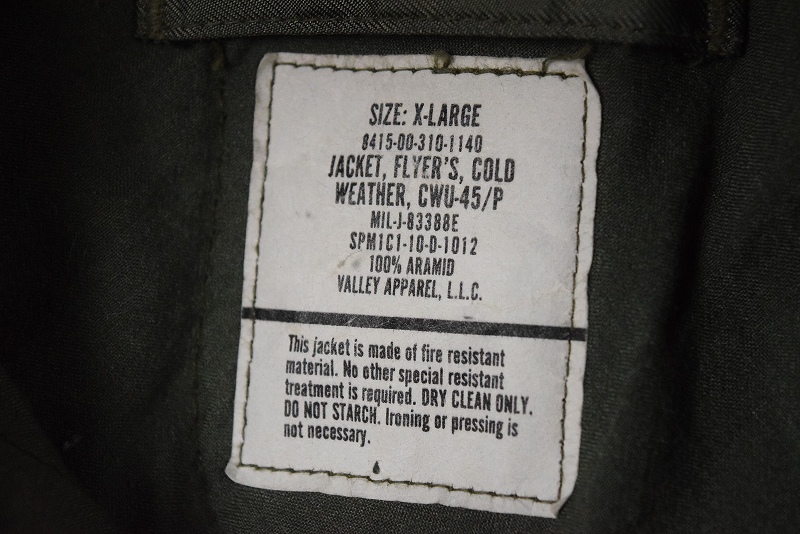 SIZE: X-LARGE
8415-00-310-1140
JACKET, FLYER'S, COLD
WEATHER, CWU-45/P
MIL-J-83388E
SPM1C1-10-D-1012
100% ARAMID
VALLEY APPAREL, L.L.C.
This jacket is made of fire resistant
material. No other special resistant
treatment is required. DRY CLEAN ONLY.
DO NOT STARCH. Ironing or pressing is
not necessary.